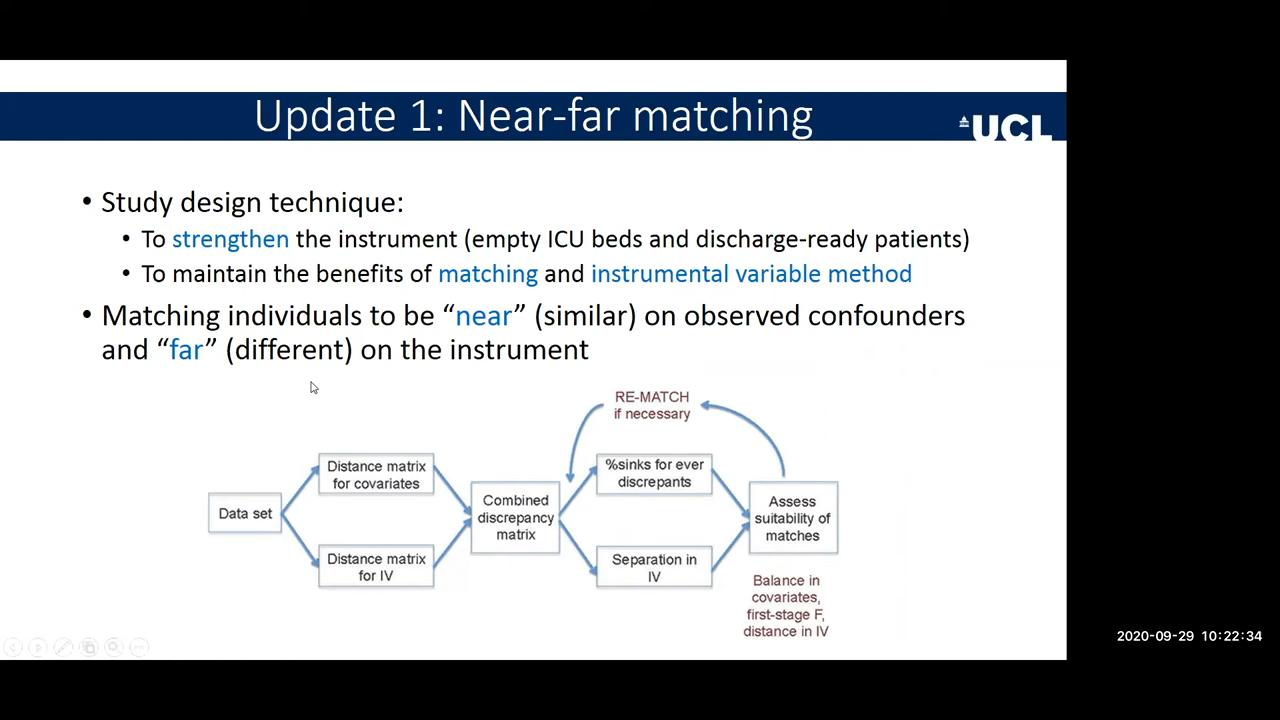 Update 1: Near-far matching
UCL
• Study design technique:
• To strengthen the instrument (empty ICU beds and discharge-ready patients)
• To maintain the benefits of matching and instrumental variable method
• Matching individuals to be “near” (similar) on observed confounders
and “far” (different) on the instrument
RE-MATCH
if necessary
Distance matrix
for covariates
%sinks for ever
discrepants
Data set
Combined
discrepancy
matrix
Assess
suitability of
matches
Distance matrix
for IV
Separation in
IV
Balance in
covariates,
first-stage F,
distance in IV
2020-09-29 10:22:34